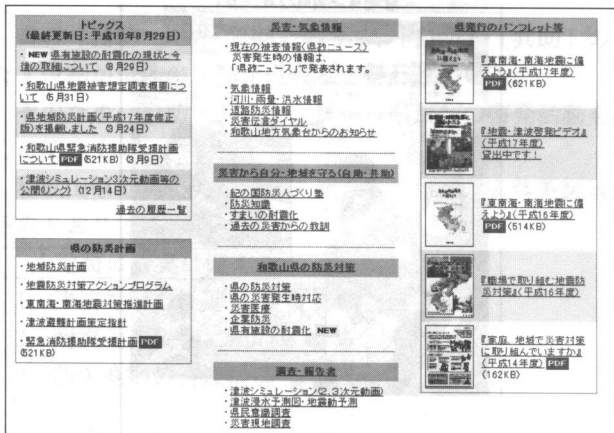 トピックス
(最終更新日:平成18年8月29日)
・NEW 県有施設の耐震化の現状と今
後の取組について (8月29日)
・和歌山県地震被害想定調査概要につ
いて (5月31日)
・県地域防災計画(平成17年度修正
版)を掲載しました (3月24日)
・和歌山県緊急消防援助隊受援計画
について PDF (521KB) (3月9日)
・津波シミュレーション3次元動画等の
公開(リンク) (12月14日)
過去の履歴一覧
県の防災計画
・地域防災計画
・地震防災対策アクションプログラム
・東南海・南海地震対策推進計画
・津波避難計画策定指針
・緊急消防援助隊受援計画 PDF
(521KB)
災害・気象情報
・現在の被害情報(県政ニュース)
災害発生時の情報は、
「県政ニュース」で発表されます。
・気象情報
・河川・雨量・洪水情報
・道路防災情報
・災害伝言ダイヤル
・和歌山地方気象台からのお知らせ
災害から自分・地域を守る(自助・共助)
・紀の国防災人づくり塾
・防災知識
・すまいの耐震化
・過去の災害からの教訓
和歌山県の防災対策
・県の防災対策
・県の災害発生時対応
・災害医療
・企業防災
・県有施設の耐震化 NEW
調査・報告書
・津波シミュレーション(2、3次元動画)
・津波浸水予測図・地震動予測
・県民意識調査
・災害現地調査
県発行のパンフレット等
『東南海・南海地震に備
えよう』(平成17年度)
PDF (621KB)
『地震・津波啓発ビデオ』
(平成17年度)
貸出中です!
『東南海・南海地震に備
えよう』(平成16年度)
PDF (514KB)
『職場で取り組む地震防
災対策』(平成16年度)
『家庭、地域で災害対策
に取り組んでいますか』
(平成14年度) PDF
(162KB)